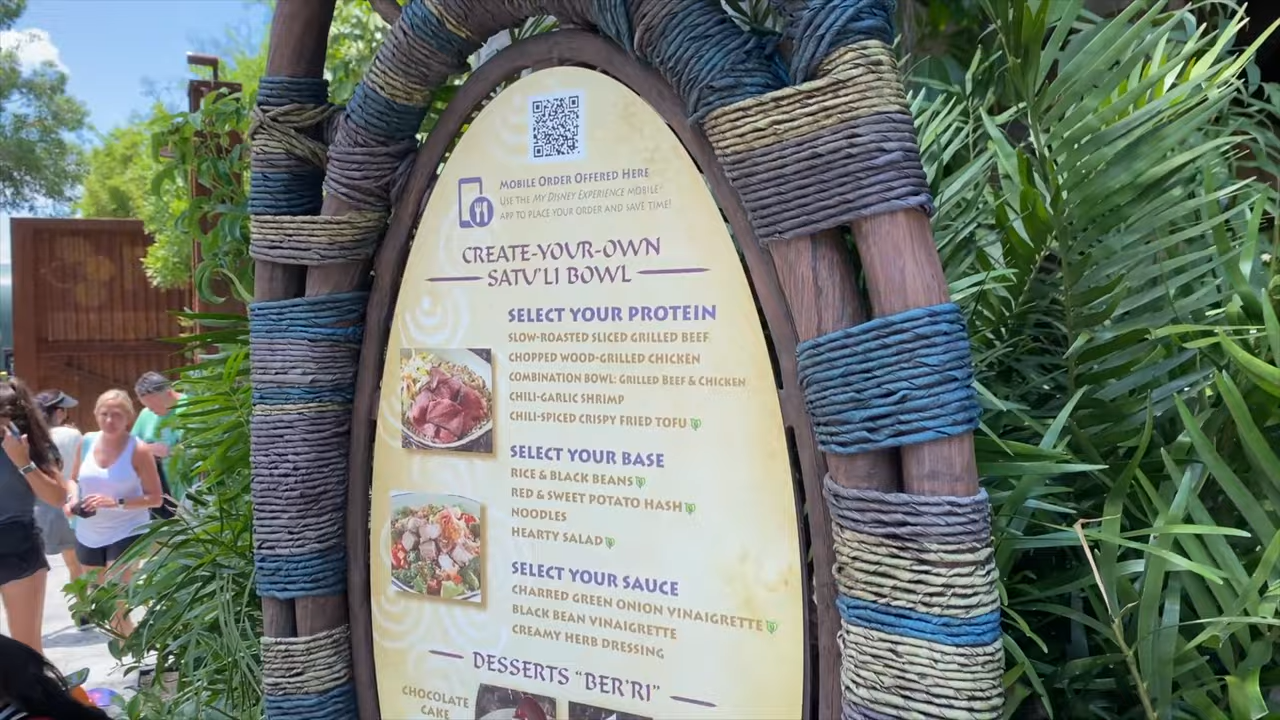 MOBILE ORDER OFFERED HERE
USE THE MY DISNEY EXPERIENCE MOBILE
APP TO PLACE YOUR ORDER AND SAVE TIME!
CREATE-YOUR-OWN
SATU'LI BOWL
SELECT YOUR PROTEIN
SLOW-ROASTED SLICED GRILLED BEEF
CHOPPED WOOD-GRILLED CHICKEN
COMBINATION BOWL: GRILLED BEEF & CHICKEN
CHILI-GARLIC SHRIMP
CHILI-SPICED CRISPY FRIED TOFU
SELECT YOUR BASE
RICE & BLACK BEANS
RED & SWEET POTATO HASH
NOODLES
HEARTY SALAD
SELECT YOUR SAUCE
CHARRED GREEN ONION VINAIGRETTE
BLACK BEAN VINAIGRETTE
CREAMY HERB DRESSING
DESSERTS "BER'RI"
CHOCOLATE
CAKE